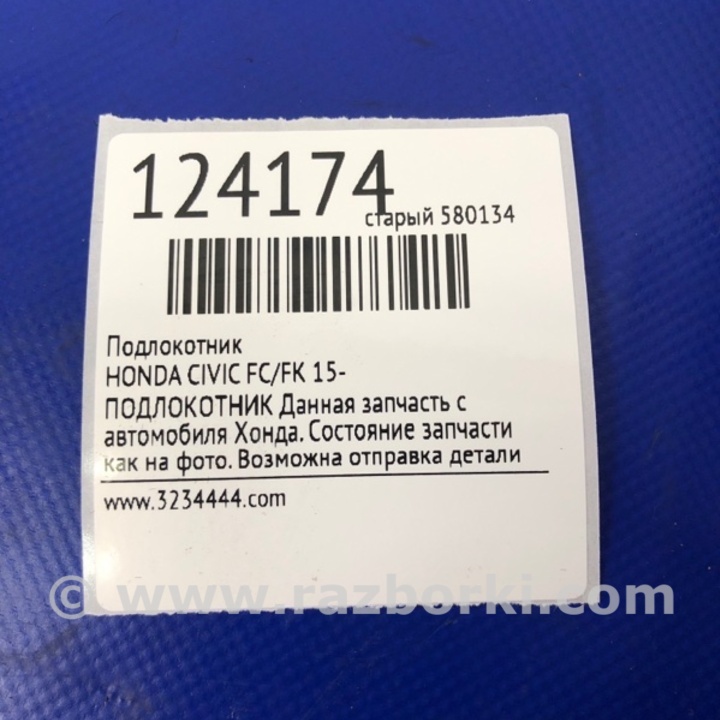 124174
старый 580134
Подлокотник
HONDA CIVIC FC/FK 15-
ПОДЛОКОТНИК Данная запчасть с
автомобиля Хонда. Состояние запчасти
как на фото. Возможна отправка детали
www.3234444.com
© www.razborki.com